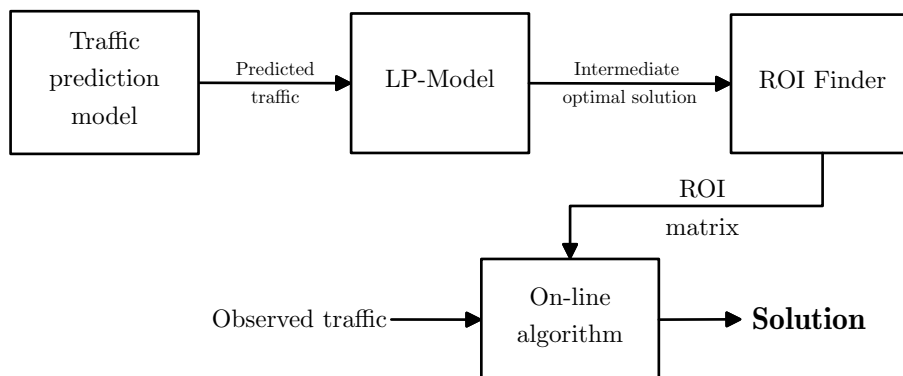 Traffic
prediction
model
Predicted
traffic
LP-Model
Intermediate
optimal solution
ROI Finder
ROI
matrix
Observed traffic
On-line
algorithm
Solution